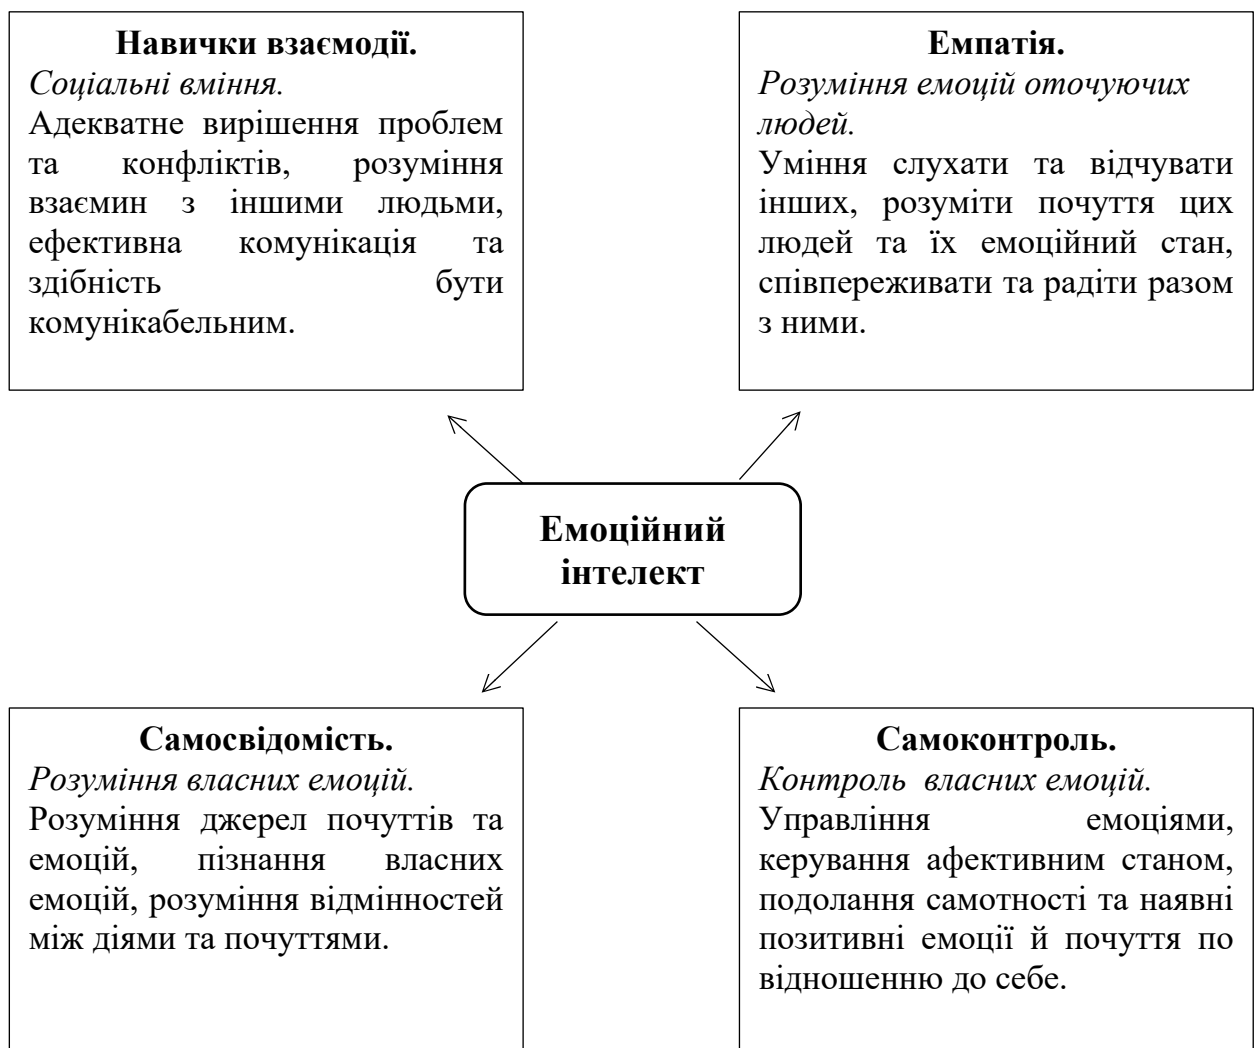 Навички взаємодії.
Соціальні вміння.
Адекватне вирішення проблем
та конфліктів, розуміння
взаємин з іншими людьми,
ефективна комунікація та
здібність бути
комунікабельним.
Емпатія.
Розуміння емоцій оточуючих
людей.
Уміння слухати та відчувати
інших, розуміти почуття цих
людей та їх емоційний стан,
співпереживати та радіти разом
з ними.
Емоційний
інтелект
Самосвідомість.
Розуміння власних емоцій.
Розуміння джерел почуттів та
емоцій, пізнання власних
емоцій, розуміння відмінностей
між діями та почуттями.
Самоконтроль.
Контроль власних емоцій.
Управління емоціями,
керування афективним станом,
подолання самотності та наявні
позитивні емоції й почуття по
відношенню до себе.